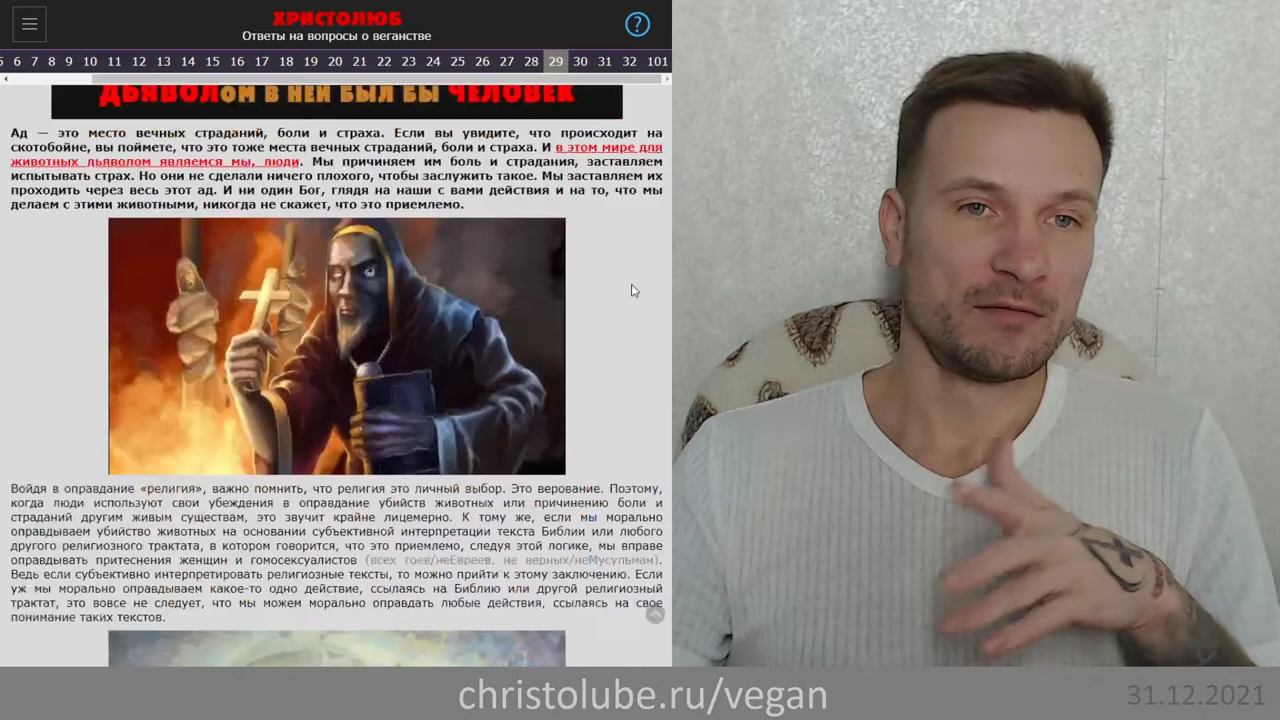 ХРИСТОЛЮБ
Ответы на вопросы о веганстве
6 7 8 9 10 11 12 13 14 15 16 17 18 19 20 21 22 23 24 25 26 27 28 29 30 31 32 101
ДЬЯВОЛОМ В НЕЙ БЫЛ БЫ ЧЕЛОВЕК
Ад — это место вечных страданий, боли и страха. Если вы увидите, что происходит на
скотобойне, вы поймете, что это тоже места вечных страданий, боли и страха. И в этом мире для
животных дьяволом являемся мы, люди. Мы причиняем им боль и страдания, заставляем
испытывать страх. Но они не сделали ничего плохого, чтобы заслужить такое. Мы заставляем их
проходить через весь этот ад. И ни один Бог, глядя на наши с вами действия и на то, что мы
делаем с этими животными, никогда не скажет, что это приемлемо.
Войдя в оправдание «религия», важно помнить, что религия это личный выбор. Это верование. Поэтому,
когда люди используют свои убеждения в оправдание убийств животных или причинению боли и
страданий другим живым существам, это звучит крайне лицемерно. К тому же, если мы морально
оправдываем убийство животных на основании субъективной интерпретации текста Библии или любого
другого религиозного трактата, в котором говорится, что это приемлемо, следуя этой логике, мы вправе
оправдывать притеснения женщин и гомосексуалистов (всех гоев/неЕвреев, не верных/неМусульмам).
Ведь если субъективно интерпретировать религиозные тексты, то можно прийти к этому заключению. Если
уж мы морально оправдываем какое-то одно действие, ссылаясь на Библию или другой религиозный
трактат, это вовсе не следует, что мы можем морально оправдать любые действия, ссылаясь на свое
понимание таких текстов.
christolube.ru/vegan
31.12.2021